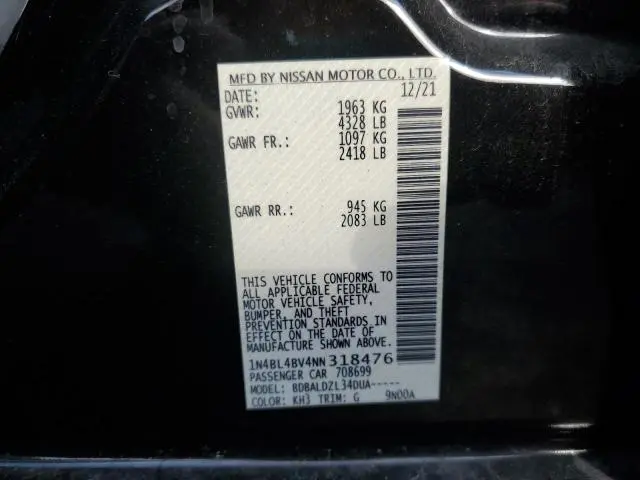 MFD BY NISSAN MOTOR CO., LTD.
DATE: 12/21
GVWR: 1963 KG
4328 LB
GAWR FR.: 1097 KG
2418 LB
GAWR RR.: 945 KG
2083 LB
THIS VEHICLE CONFORMS TO
ALL APPLICABLE FEDERAL
MOTOR VEHICLE SAFETY,
BUMPER, AND THEFT
PREVENTION STANDARDS IN
EFFECT ON THE DATE OF
MANUFACTURE SHOWN ABOVE.
1N4BL4BV4NN318476
PASSENGER CAR 708699
MODEL: BDBALDZL34DUA-----
COLOR: KH3 TRIM: G 9N00A